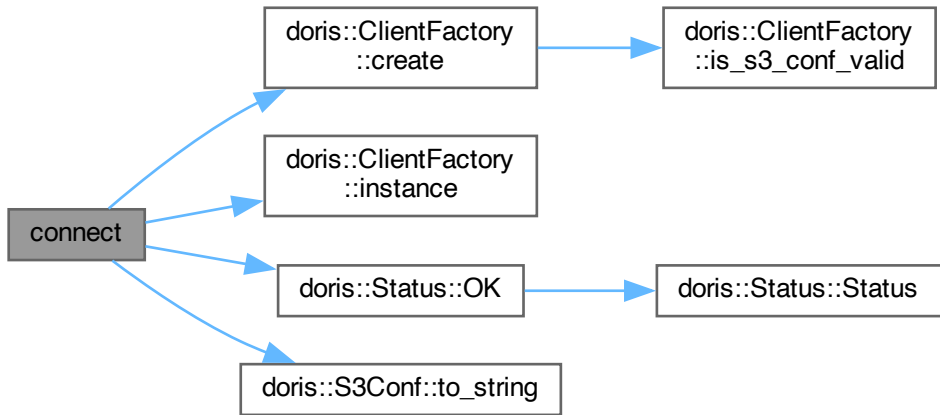 doris::ClientFactory
::create
doris::ClientFactory
::is_s3_conf_valid
doris::ClientFactory
::instance
connect
doris::Status::OK
doris::Status::Status
doris::S3Conf::to_string